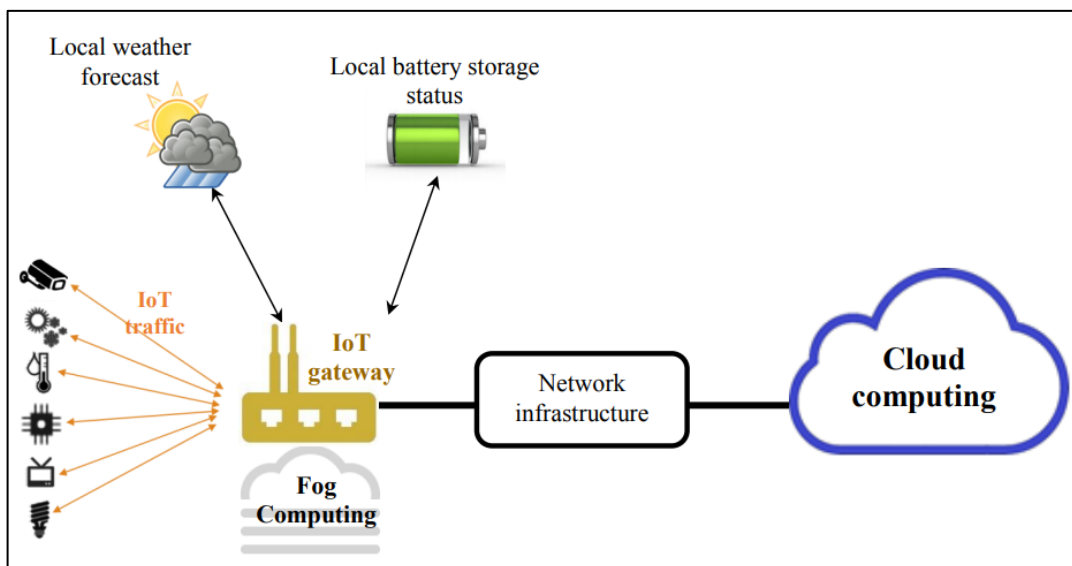 Local weather
forecast
Local battery storage
status
IoT
traffic
IoT
gateway
Network
infrastructure
Cloud
computing
Fog
Computing